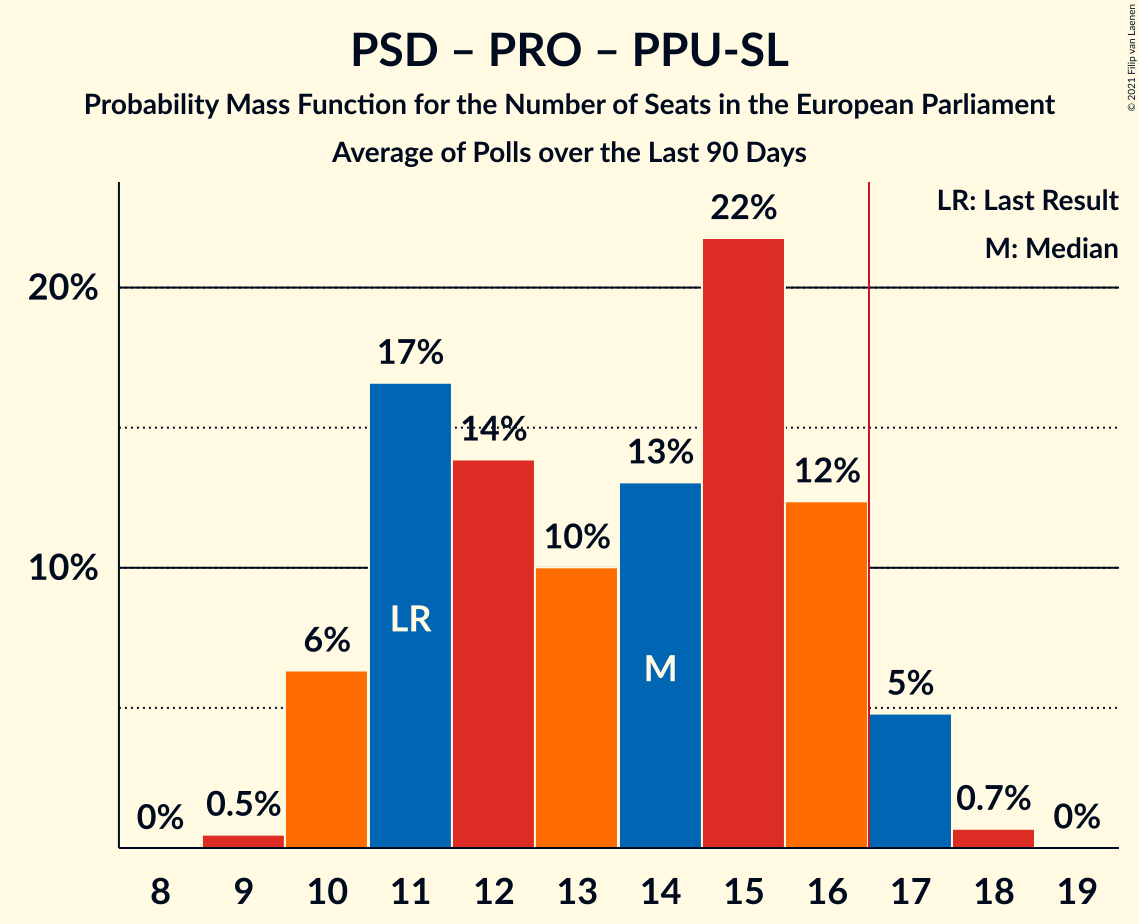 PSD – PRO – PPU-SL
Probability Mass Function for the Number of Seats in the European Parliament
Average of Polls over the Last 90 Days
© 2021 Filip van Laenen
LR: Last Result
M: Median
20%
10%
0%
0.5%
6%
17%
14%
10%
13%
22%
12%
5%
0.7%
0%
LR
M
8 9 10 11 12 13 14 15 16 17 18 19